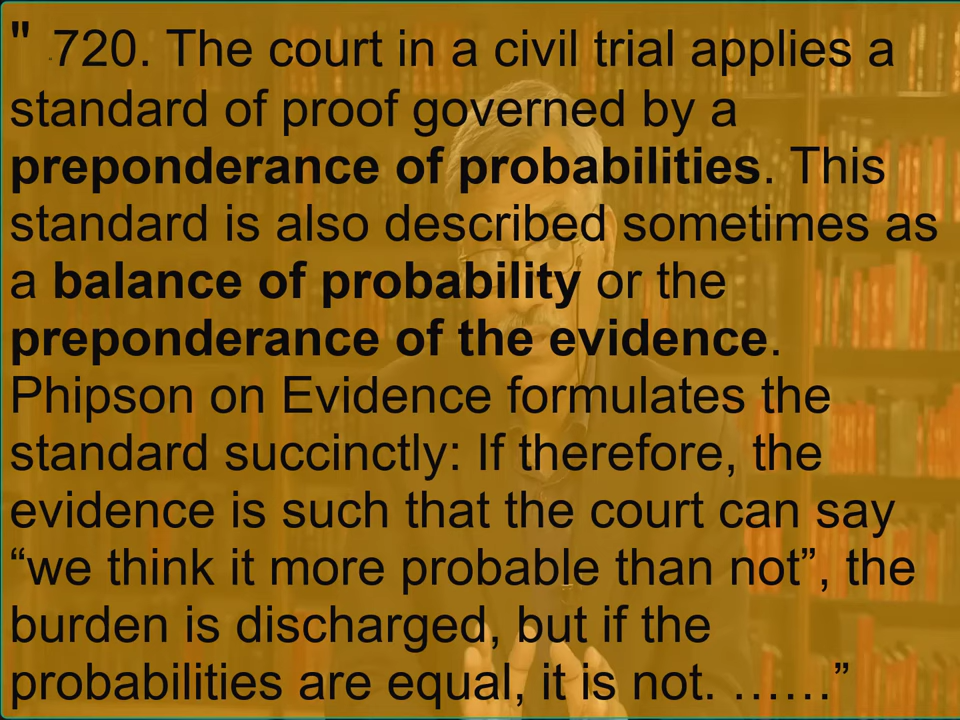 " 720. The court in a civil trial applies a
standard of proof governed by a
preponderance of probabilities. This
standard is also described sometimes as
a balance of probability or the
preponderance of the evidence.
Phipson on Evidence formulates the
standard succinctly: If therefore, the
evidence is such that the court can say
“we think it more probable than not”, the
burden is discharged, but if the
probabilities are equal, it is not. ……”